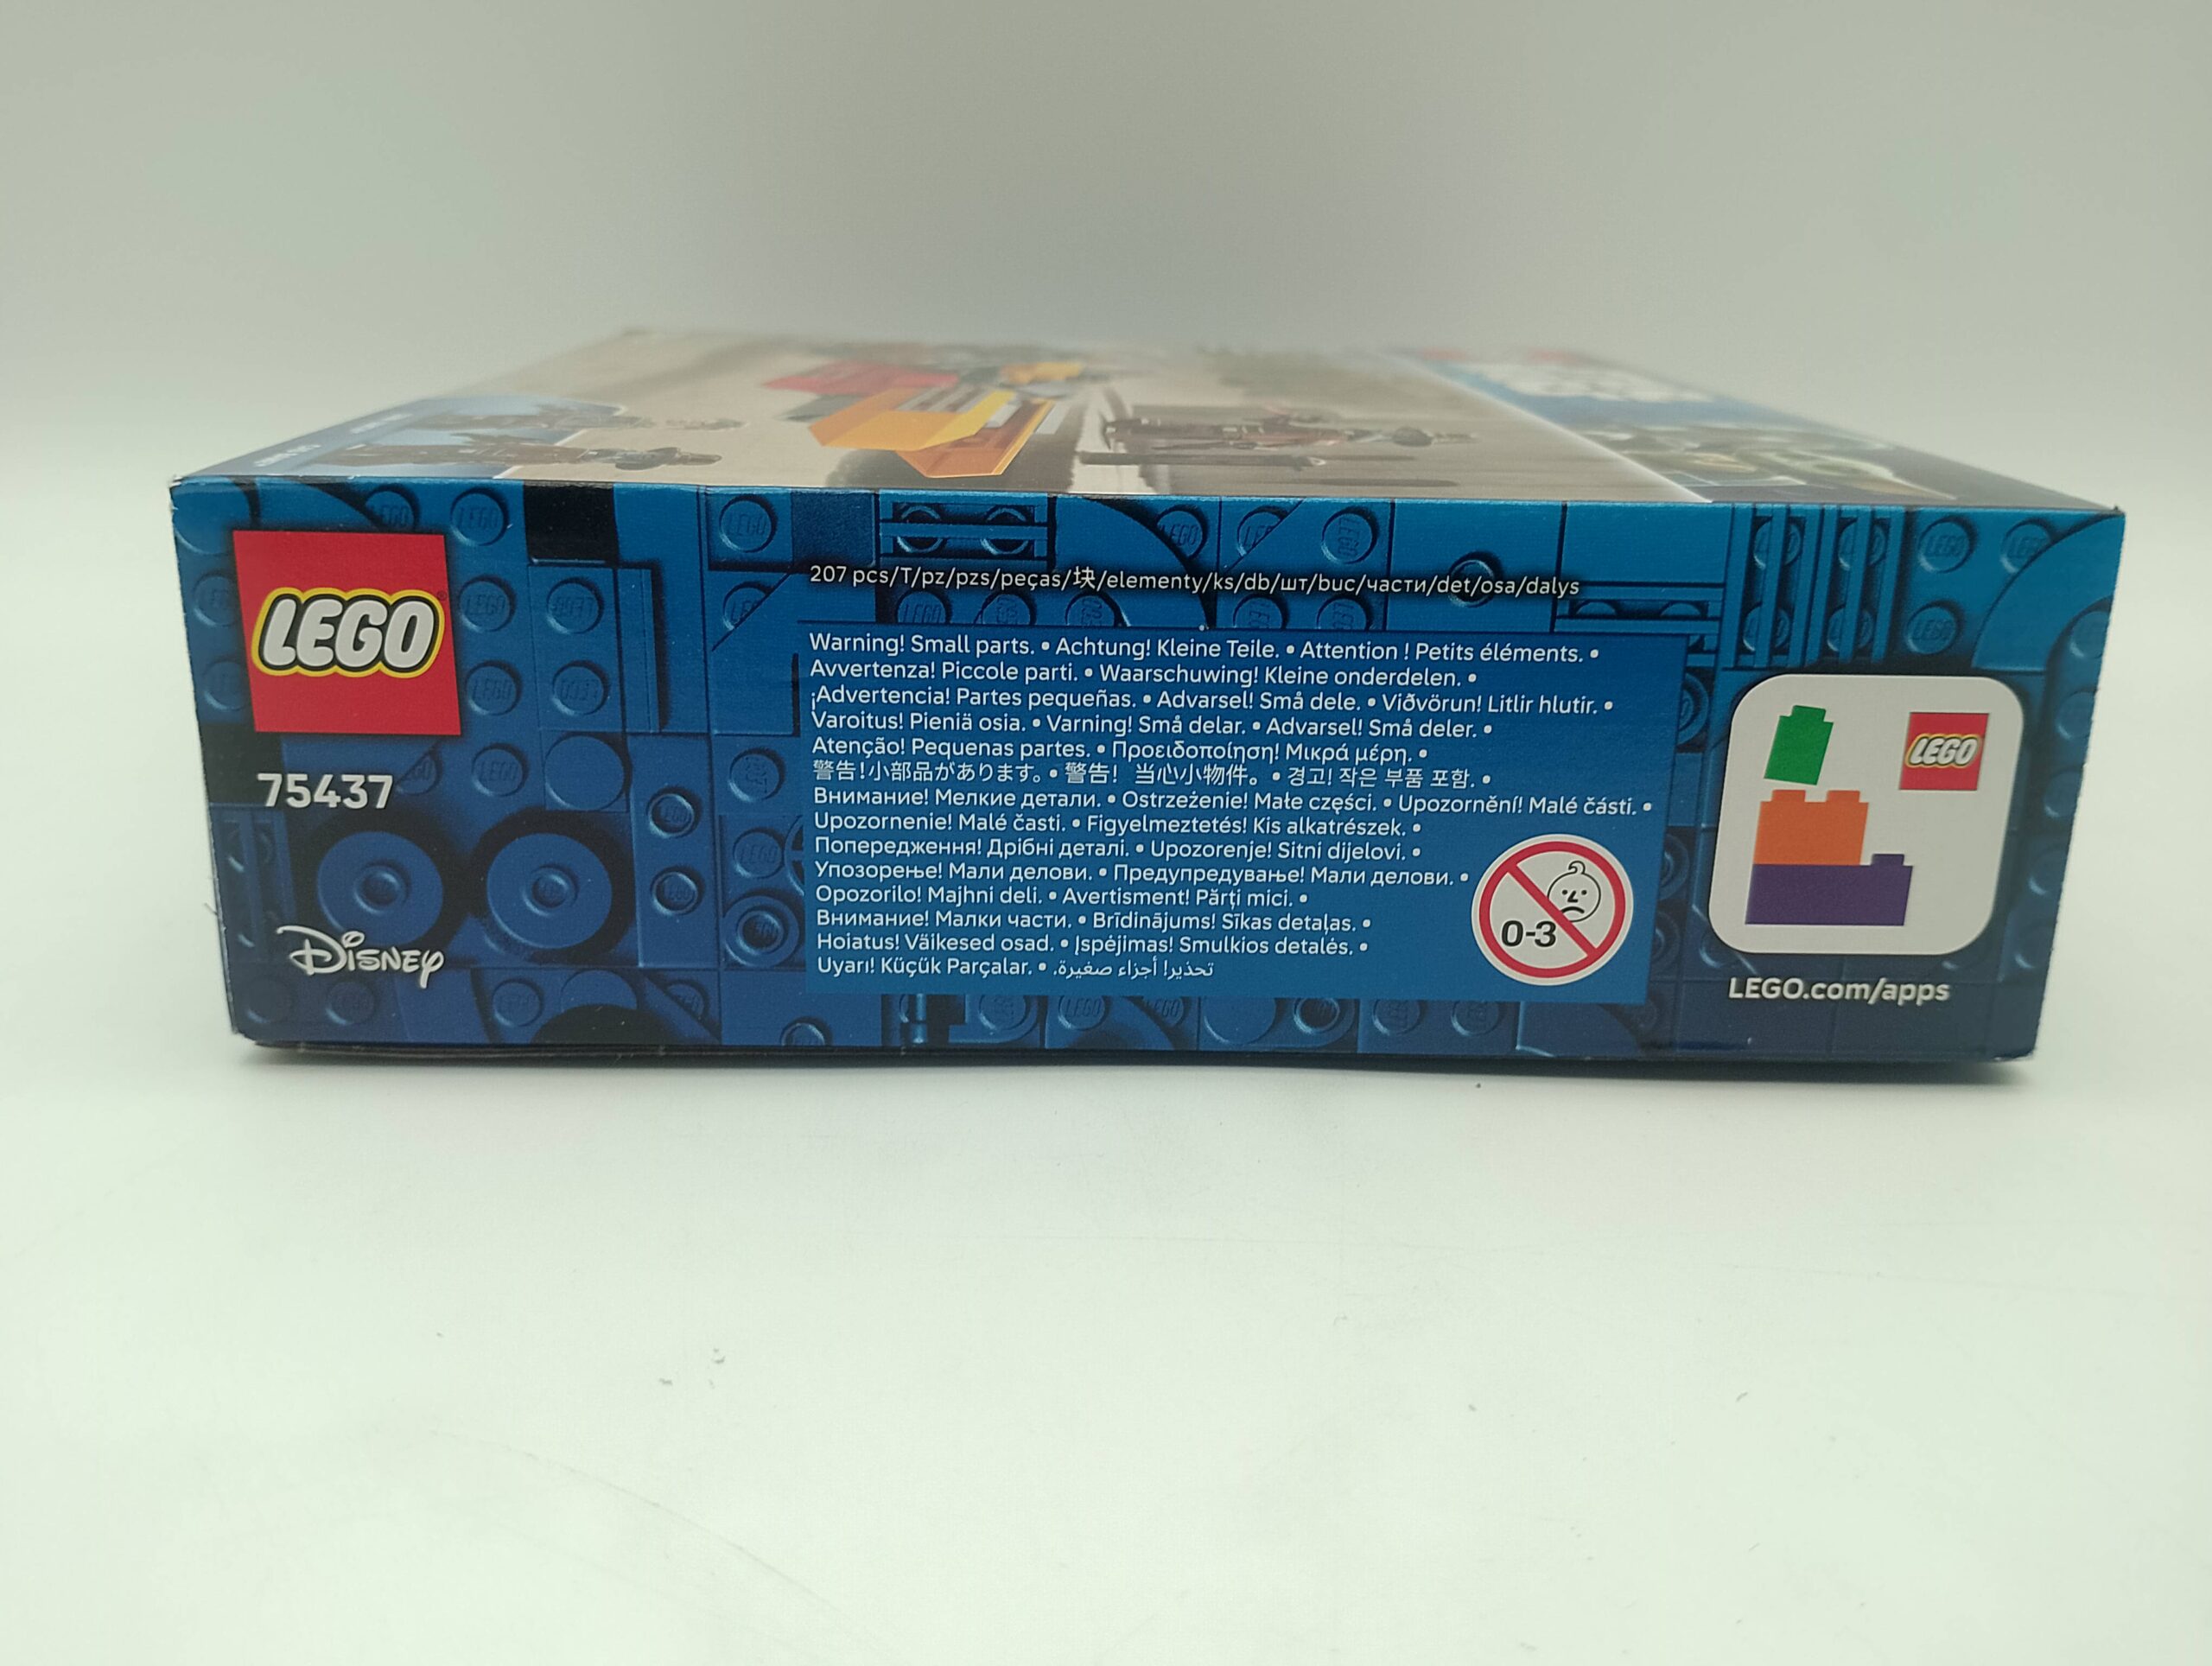 LEGO
75437
Disney
207 pcs/T/pz/pzs/peças/块/elementy/ks/db/шт/buc/части/det/osa/dalys
Warning! Small parts. • Achtung! Kleine Teile. • Attention ! Petits éléments. •
Avvertenza! Piccole parti. • Waarschuwing! Kleine onderdelen. •
¡Advertencia! Partes pequeñas. • Advarsel! Små dele. • Viðvörun! Litlir hlutir. •
Varoitus! Pieniä osia. • Varning! Små delar. • Advarsel! Små deler. •
Atenção! Pequenas partes. • Προειδοποίηση! Μικρά μέρη. •
警告!小部品があります。• 警告! 当心小物件。• 경고! 작은 부품 포함. •
Внимание! Мелкие детали. • Ostrzeżenie! Małe części. • Upozornění! Malé části. •
Upozornenie! Malé časti. • Figyelmeztetés! Kis alkatrészek. •
Попередження! Дрібні деталі. • Upozorenje! Sitni dijelovi. •
Упозорење! Мали делови. • Предупредување! Мали делови. •
Opozorilo! Majhni deli. • Avertisment! Părți mici. •
Внимание! Малки части. • Brīdinājums! Sīkas detaļas. •
Hoiatus! Väikesed osad. • Įspėjimas! Smulkios detalės. •
Uyarı! Küçük Parçalar. • تحذير! أجزاء صغيرة.
0-3
LEGO
LEGO.com/apps